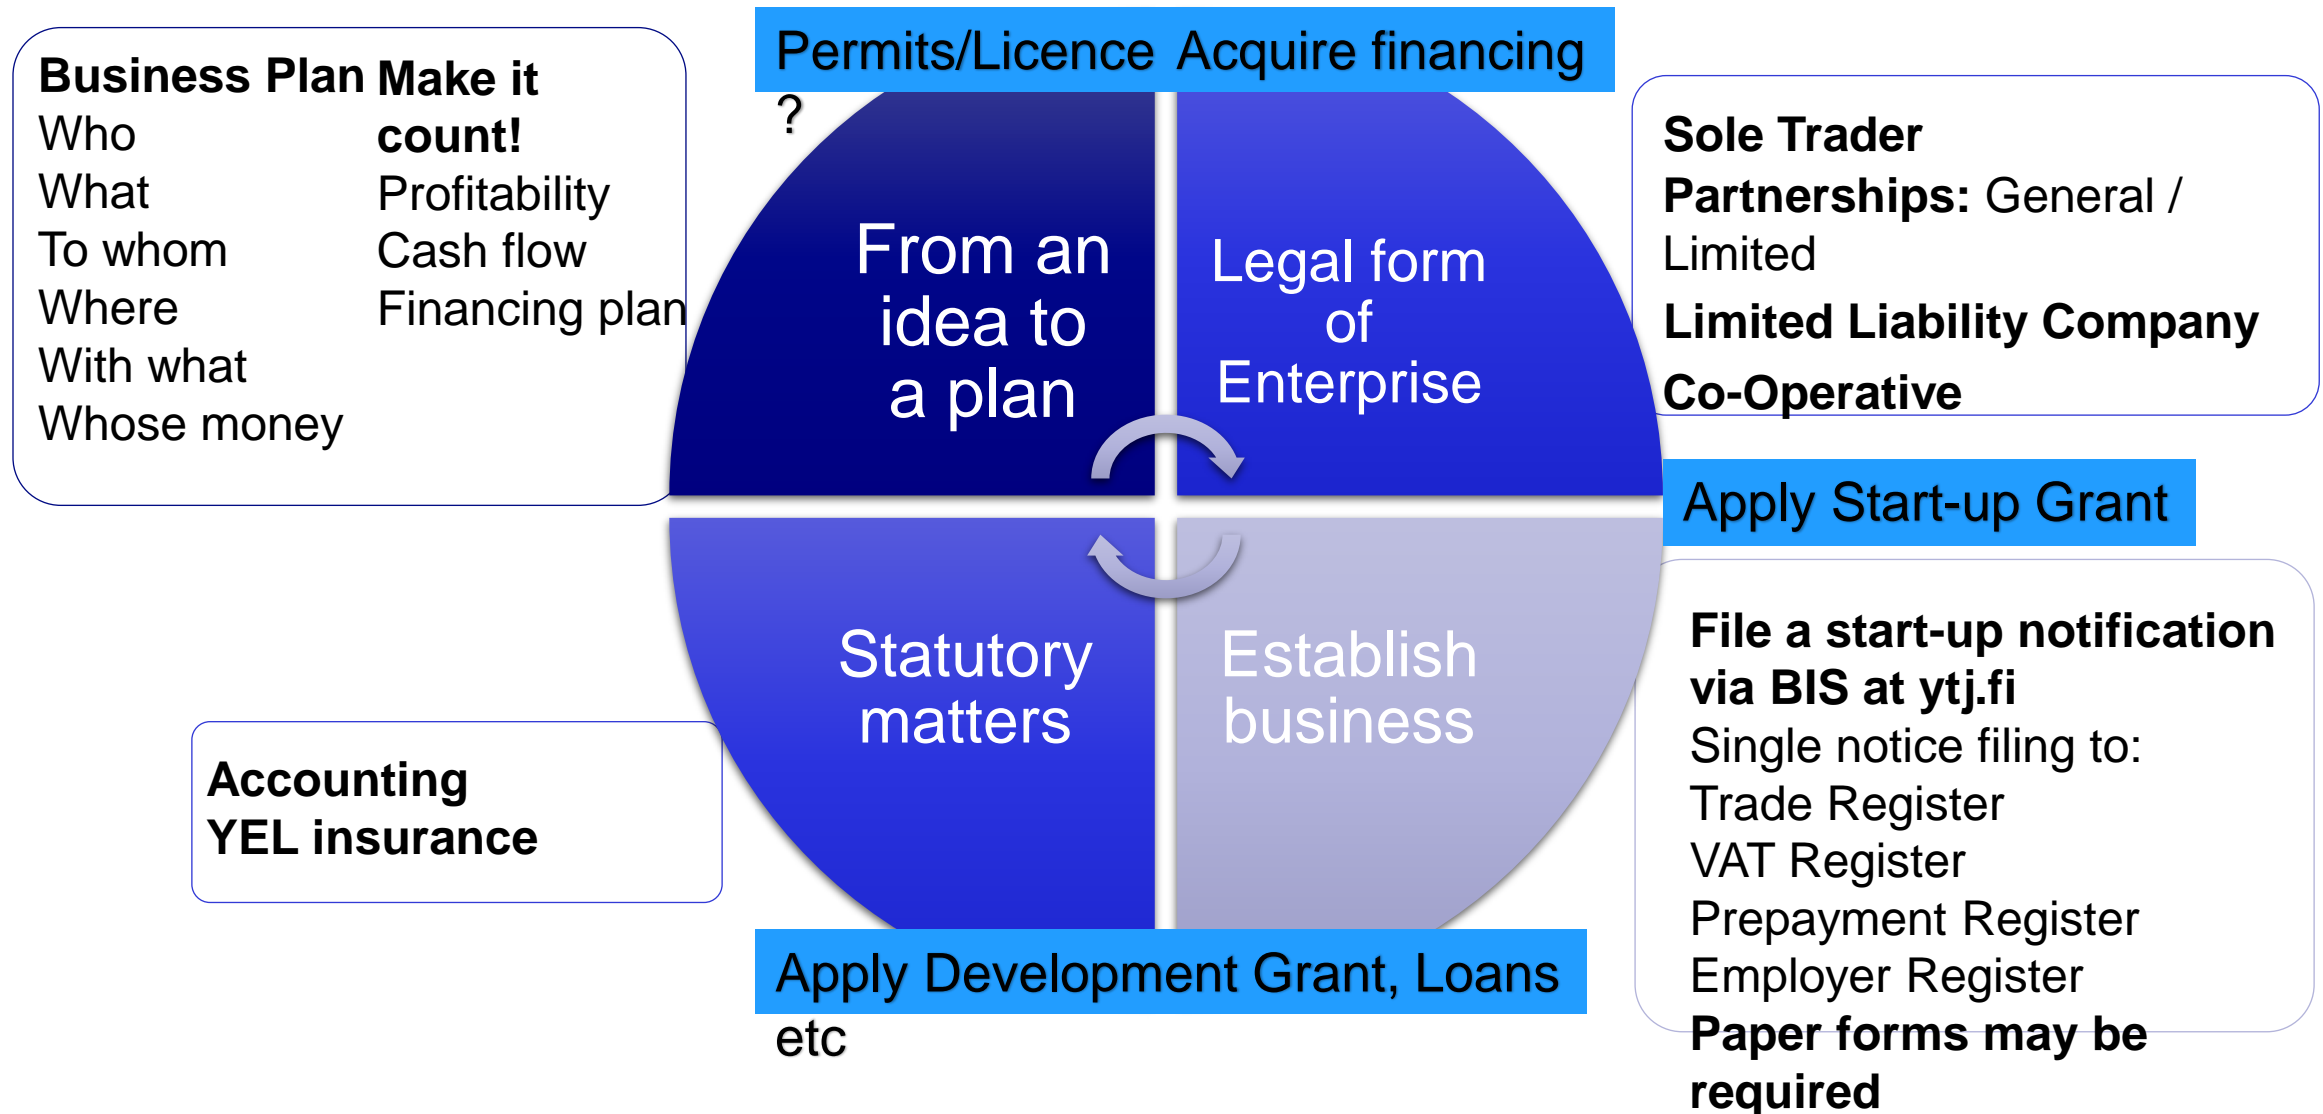 Business Plan
Who
What
To whom
Where
With what
Whose money
Make it
count!
Profitability
Cash flow
Financing plan
Permits/Licence
?
Acquire financing
From an
idea to
a plan
Legal form
of
Enterprise
Sole Trader
Partnerships: General /
Limited
Limited Liability Company
Co-Operative
Apply Start-up Grant
Statutory
matters
Establish
business
File a start-up notification
via BIS at ytj.fi
Single notice filing to:
Trade Register
VAT Register
Prepayment Register
Employer Register
Paper forms may be
required
Accounting
YEL insurance
Apply Development Grant, Loans
etc